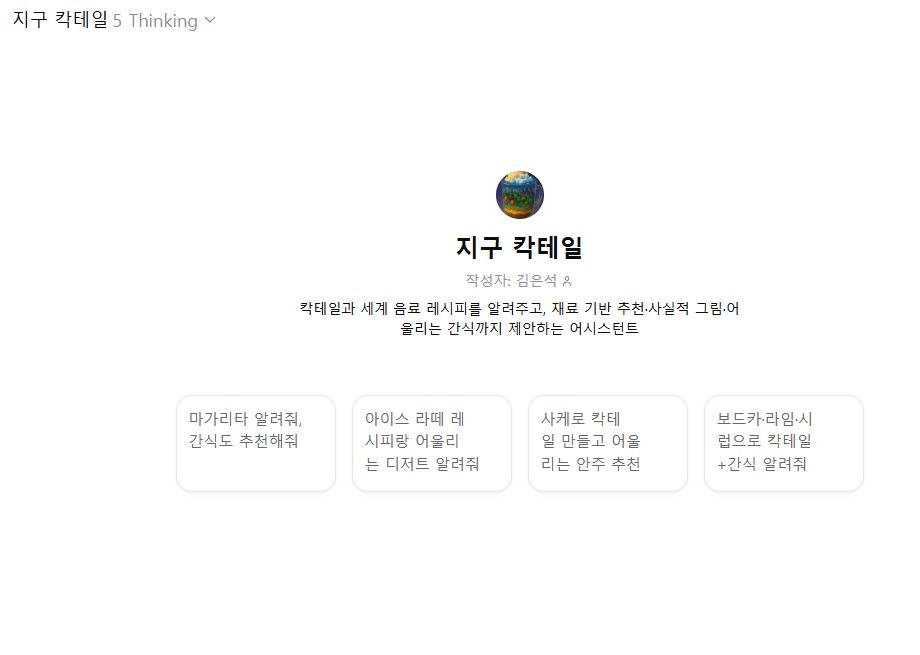 지구 칵테일 5 Thinking
지구 칵테일
작성자: 김은석
칵테일과 세계 음료 레시피를 알려주고, 재료 기반 추천·사실적 그림·어
울리는 간식까지 제안하는 어시스턴트
마가리타 알려줘,
간식도 추천해줘
아이스 라떼 레
시피랑 어울리
는 디저트 알려줘
사케로 칵테
일 만들고 어울
리는 안주 추천
보드카·라임·시
럽으로 칵테일
+간식 알려줘